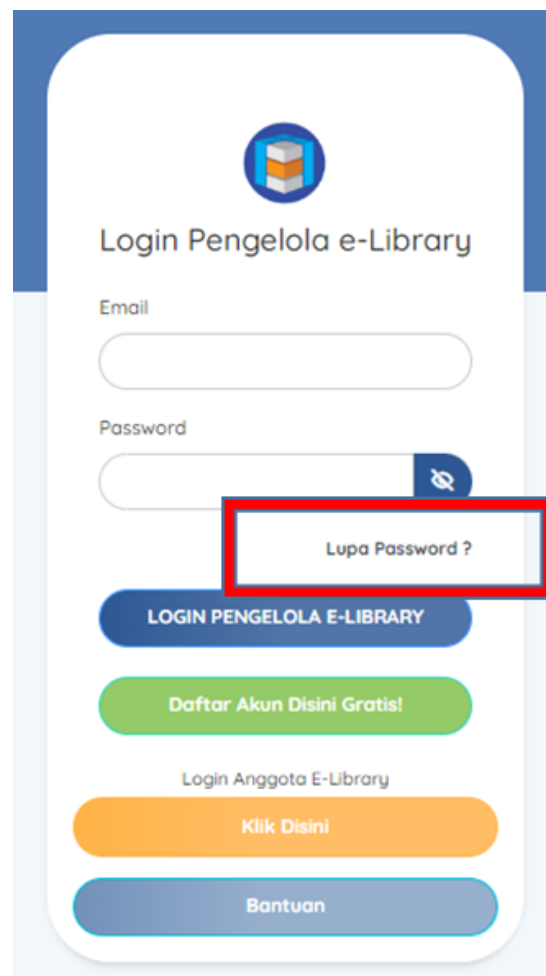 Login Pengelola e-Library
Email
Password
Lupa Password ?
LOGIN PENGELOLA E-LIBRARY
Daftar Akun Disini Gratis!
Login Anggota E-Library
Klik Disini
Bantuan